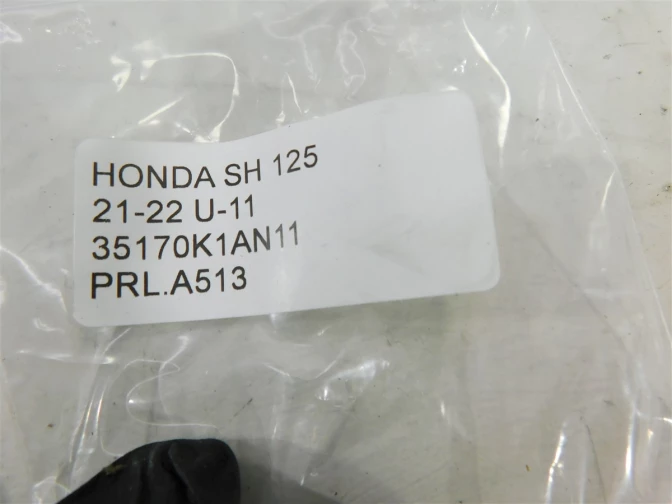 HONDA SH 125
21-22 U-11
35170K1AN11
PRL.A513